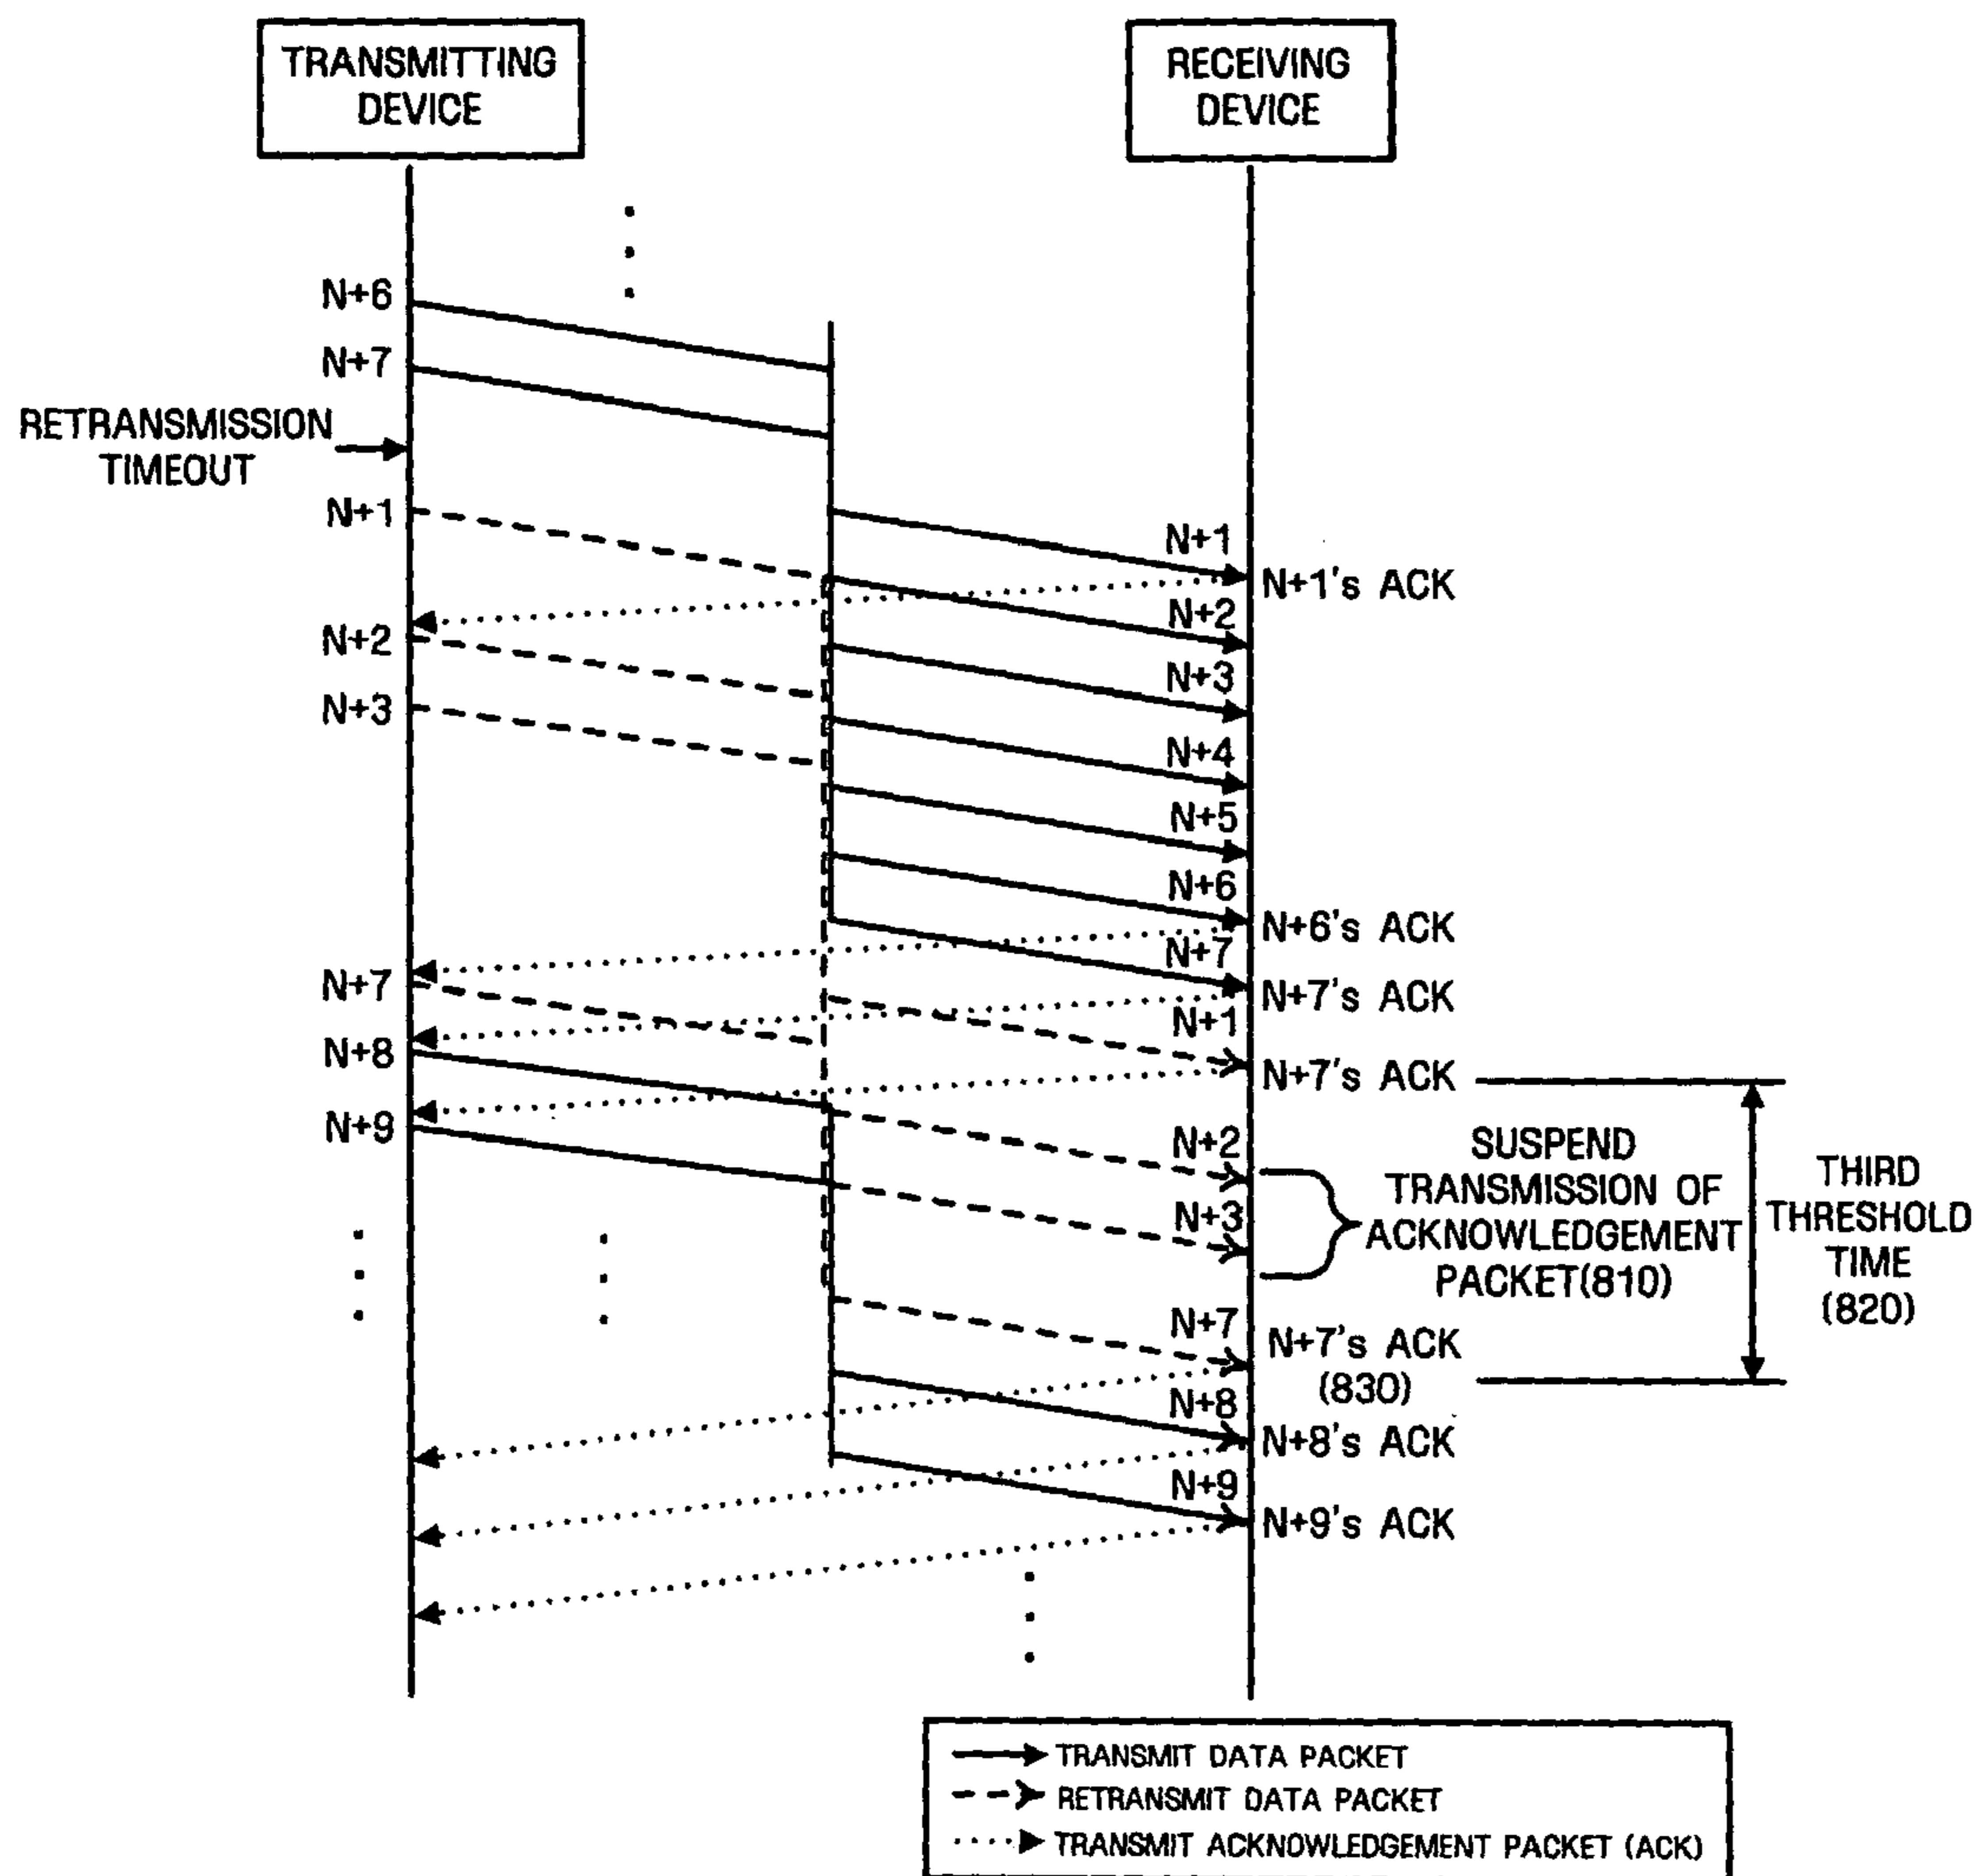 TRANSMITTING
DEVICE
RECEIVING
DEVICE
N+6
N+7
RETRANSMISSION
TIMEOUT
N+1
N+1
N+1's ACK
N+2
N+2
N+3
N+3
N+4
N+5
N+6
N+6's ACK
N+7
N+7
N+7's ACK
N+1
N+8
N+7's ACK
N+9
N+2
N+3
SUSPEND
TRANSMISSION OF
ACKNOWLEDGEMENT
PACKET(810)
THIRD
THRESHOLD
TIME
(820)
N+7
N+7's ACK
(830)
N+8
N+8's ACK
N+9
N+9's ACK
TRANSMIT DATA PACKET
RETRANSMIT DATA PACKET
TRANSMIT ACKNOWLEDGEMENT PACKET (ACK)